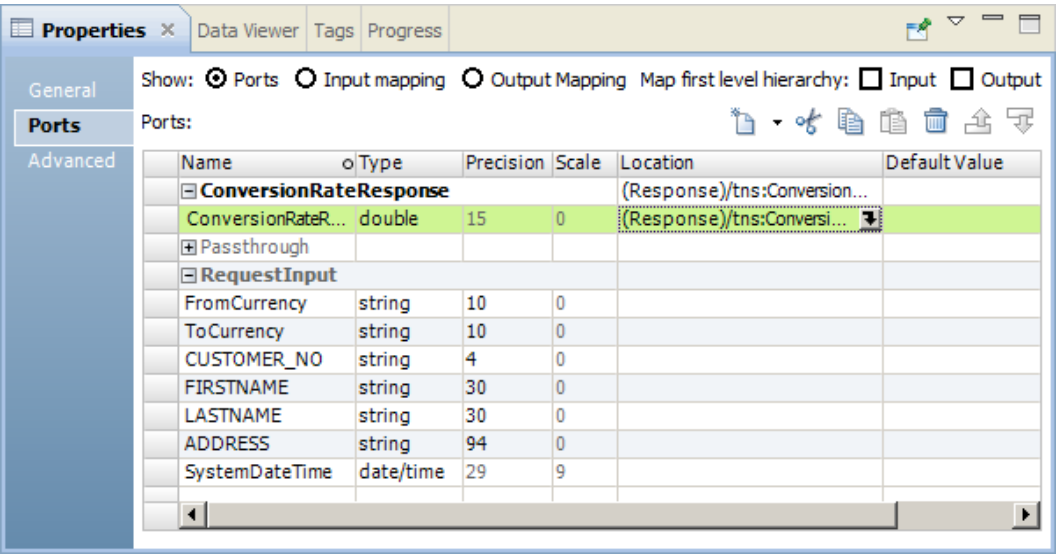 Properties Data Viewer Tags Progress
General
Ports
Advanced
Show: Ports Input mapping Output Mapping Map first level hierarchy: Input Output
Ports:
Name Type Precision Scale Location Default Value
ConversionRateResponse (Response)/tns:Conversion...
ConversionRateR... double 15 0 (Response)/tns:Conversi...
Passthrough
RequestInput
FromCurrency string 10 0
ToCurrency string 10 0
CUSTOMER_NO string 4 0
FIRSTNAME string 30 0
LASTNAME string 30 0
ADDRESS string 94 0
SystemDateTime date/time 29 9